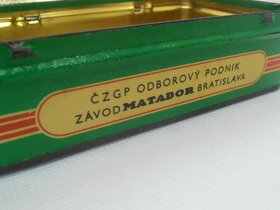 ČZGP ODBOROVÝ PODNIK
ZÁVOD MATADOR BRATISLAVA